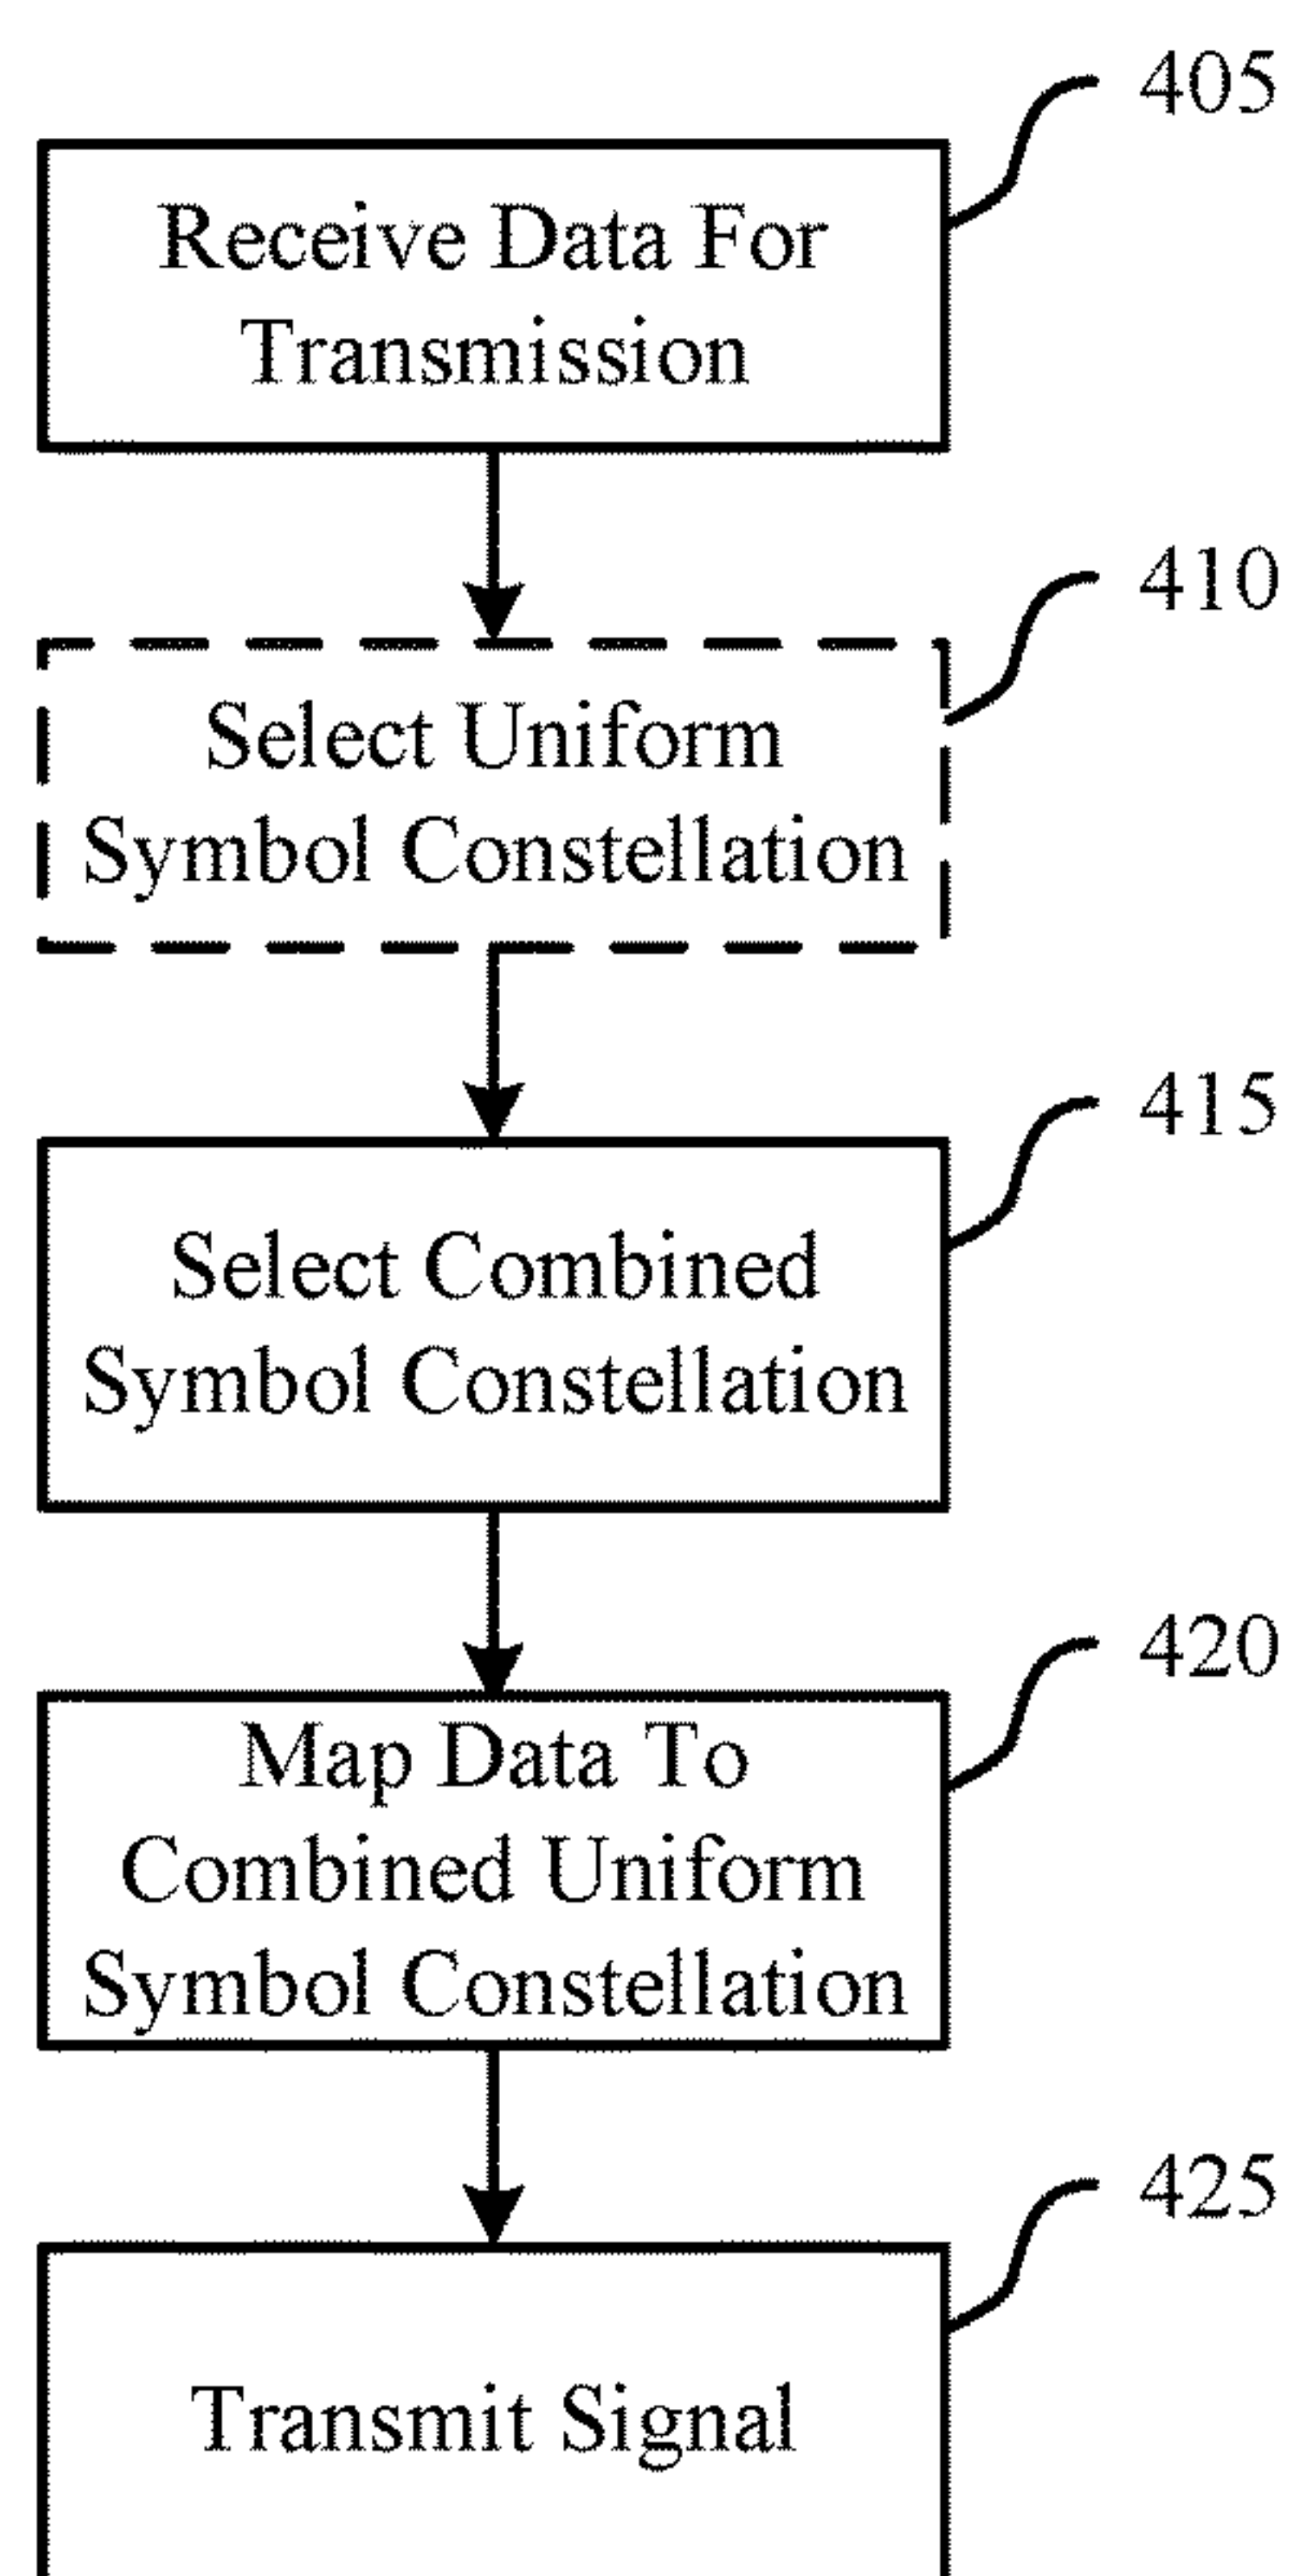 405
Receive Data For
Transmission
410
Select Uniform
Symbol Constellation
415
Select Combined
Symbol Constellation
420
Map Data To
Combined Uniform
Symbol Constellation
425
Transmit Signal